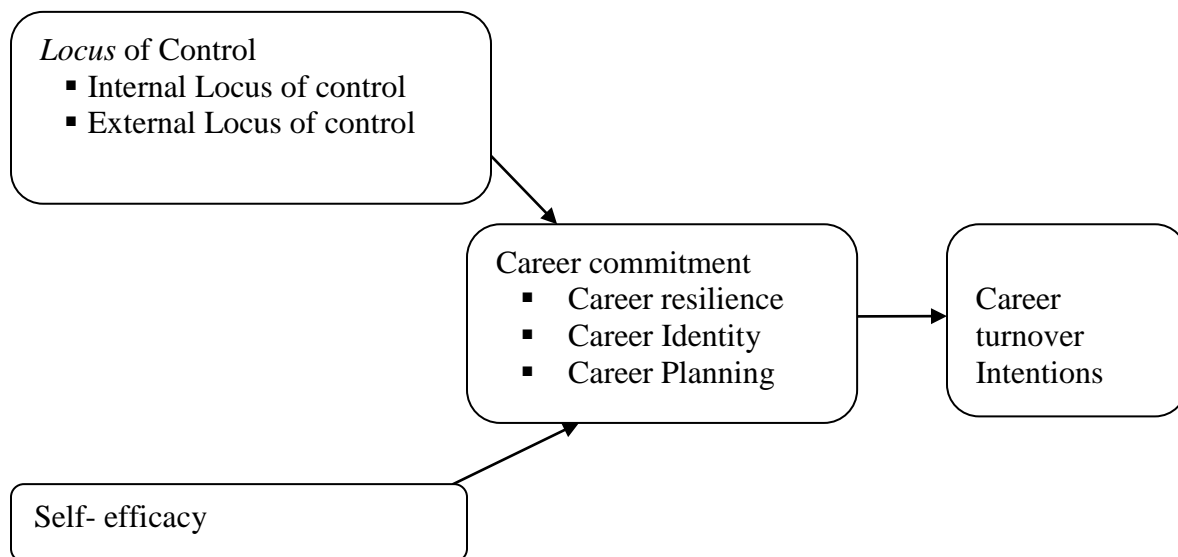 Locus of Control
▪ Internal Locus of control
▪ External Locus of control
Career commitment
▪ Career resilience
▪ Career Identity
▪ Career Planning
Career
turnover
Intentions
Self- efficacy